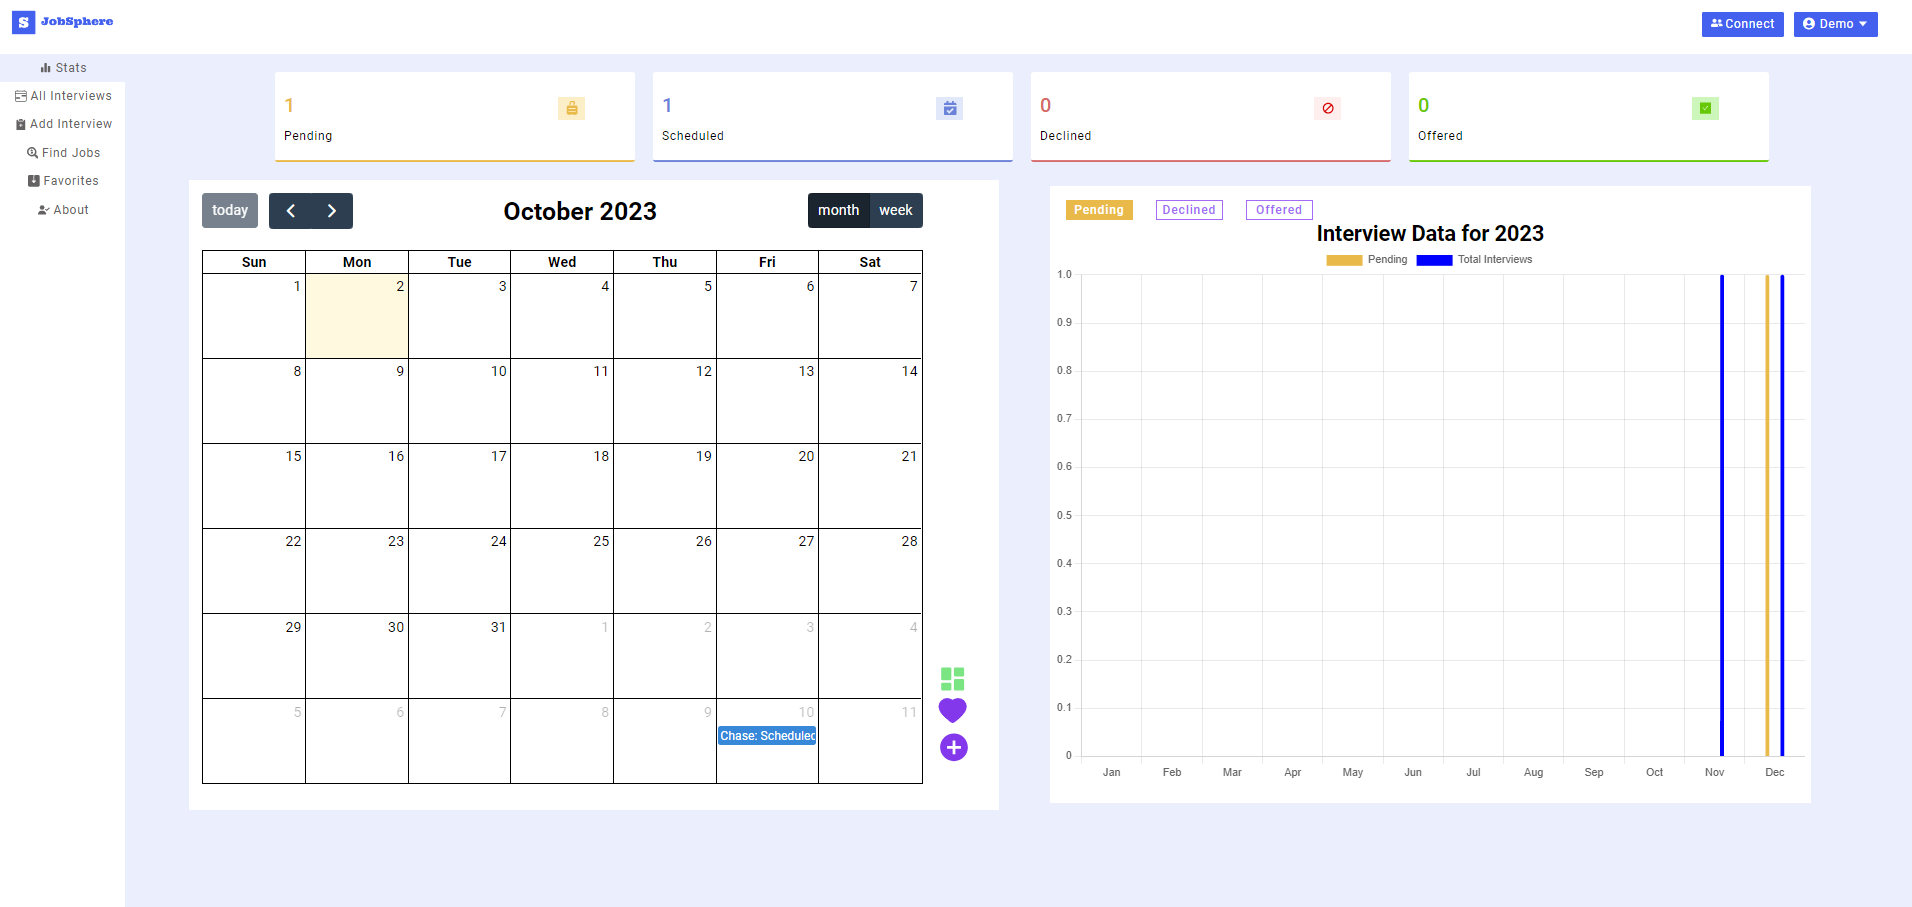 S JobSphere
Connect
Demo
Stats
All Interviews
Add Interview
Find Jobs
Favorites
About
1
Pending
1
Scheduled
0
Declined
0
Offered
today
October 2023
month week
Sun Mon Tue Wed Thu Fri Sat
1 2 3 4 5 6 7
8 9 10 11 12 13 14
15 16 17 18 19 20 21
22 23 24 25 26 27 28
29 30 31 1 2 3 4
5 6 7 8 9 10 11
Chase: Scheduled
Pending Declined Offered
Interview Data for 2023
Pending Total Interviews
1.0
0.9
0.8
0.7
0.6
0.5
0.4
0.3
0.2
0.1
0
Jan Feb Mar Apr May Jun Jul Aug Sep Oct Nov Dec